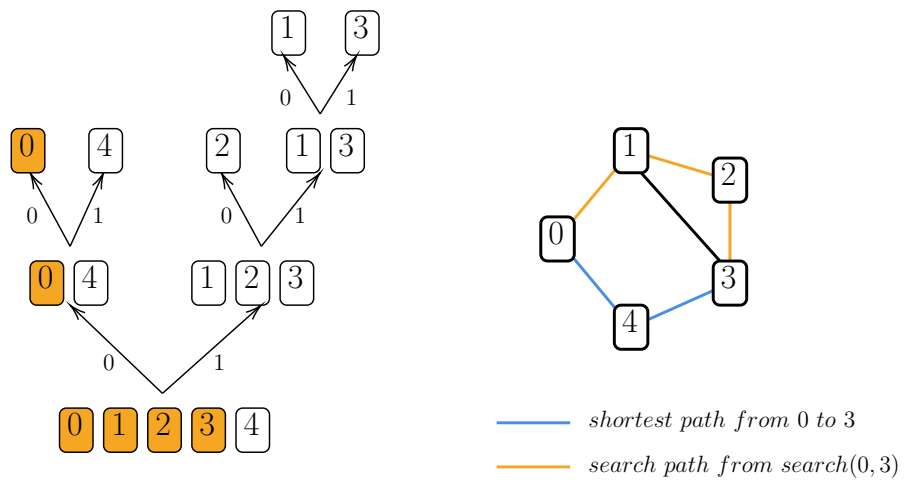 1 3
0 1
0 4 2 1 3
0 1 0 1
0 4 1 2 3
0 1
0 1 2 3 4
1
2
0
3
4
shortest path from 0 to 3
search path from search(0, 3)